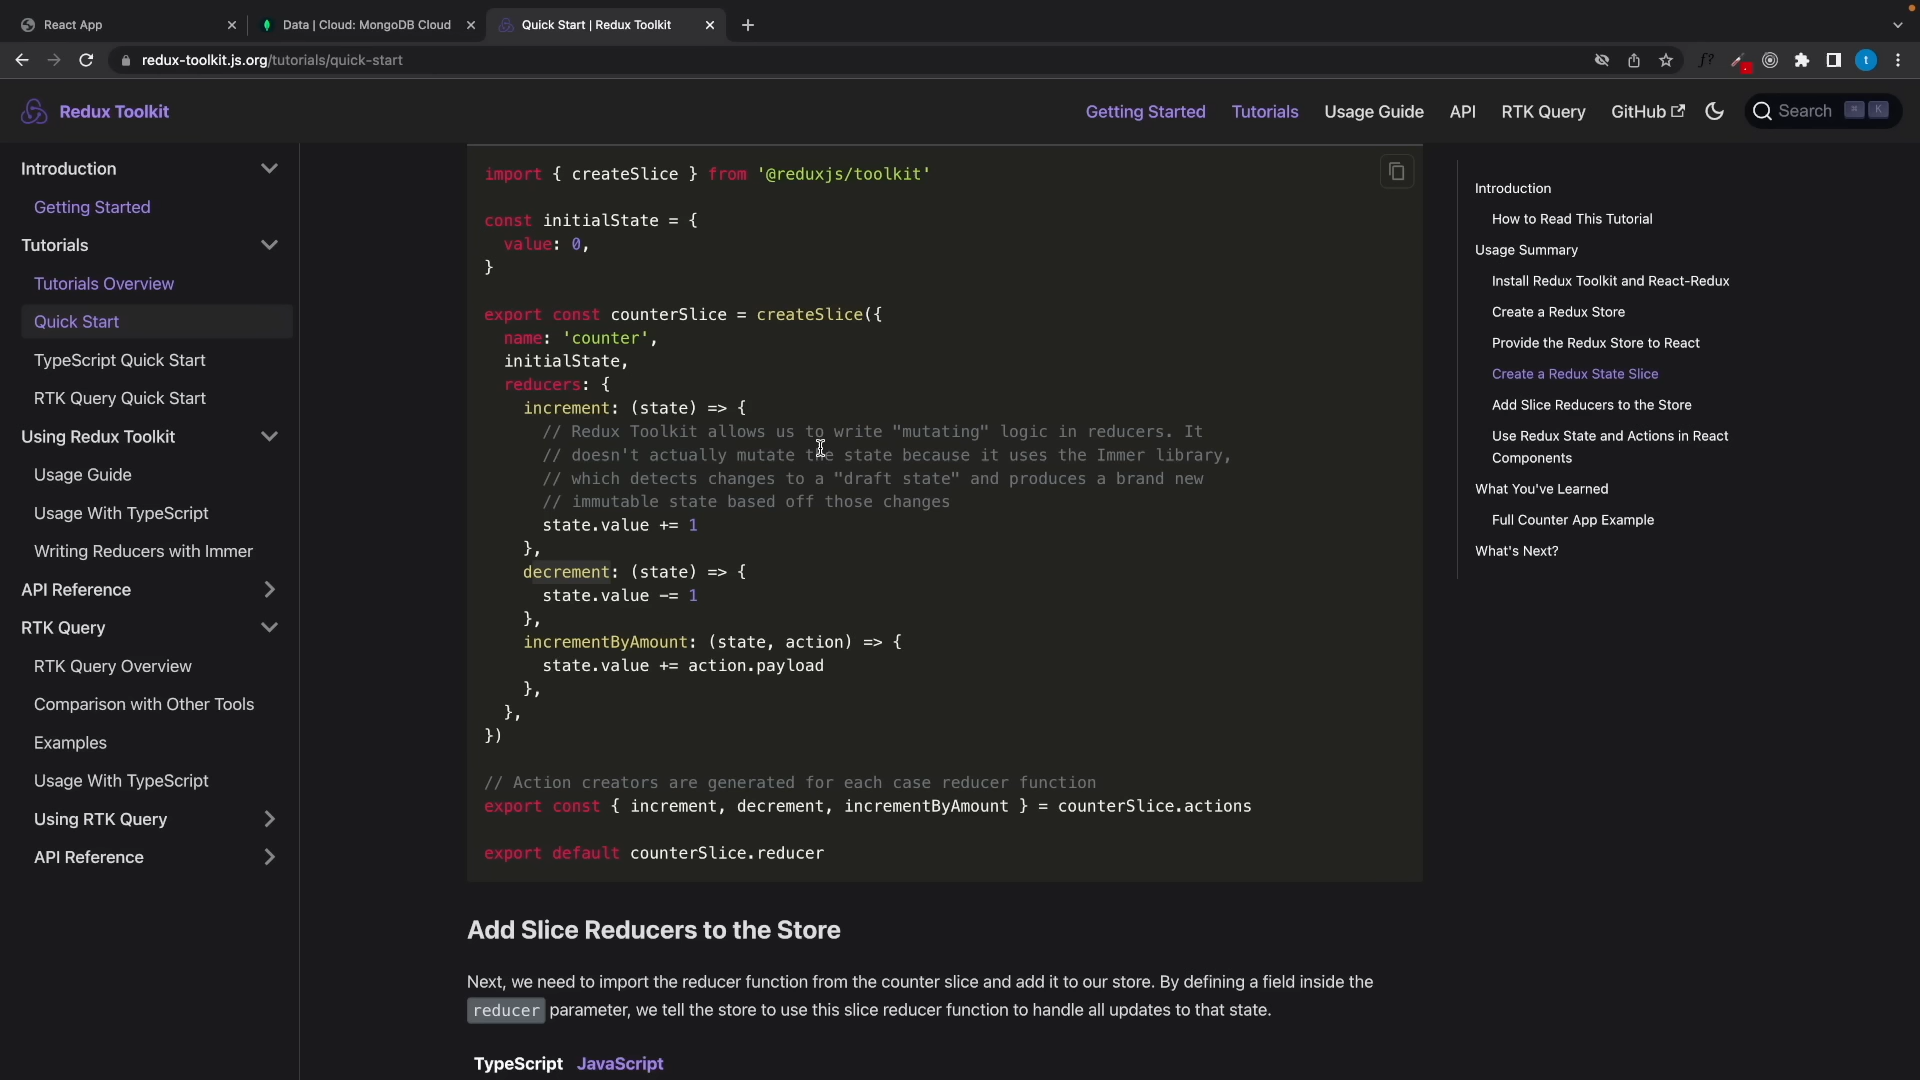 React App
Data | Cloud: MongoDB Cloud
Quick Start | Redux Toolkit
redux-toolkit.js.org/tutorials/quick-start
f?
t
Redux Toolkit
Getting Started
Tutorials
Usage Guide
API
RTK Query
GitHub
Search ⌘ K
Introduction
Getting Started
Tutorials
Tutorials Overview
Quick Start
TypeScript Quick Start
RTK Query Quick Start
Using Redux Toolkit
Usage Guide
Usage With TypeScript
Writing Reducers with Immer
API Reference
RTK Query
RTK Query Overview
Comparison with Other Tools
Examples
Usage With TypeScript
Using RTK Query
API Reference
import { createSlice } from '@reduxjs/toolkit'
const initialState = {
value: 0,
}
export const counterSlice = createSlice({
name: 'counter',
initialState,
reducers: {
increment: (state) => {
// Redux Toolkit allows us to write "mutating" logic in reducers. It
// doesn't actually mutate the state because it uses the Immer library,
// which detects changes to a "draft state" and produces a brand new
// immutable state based off those changes
state.value += 1
},
decrement: (state) => {
state.value -= 1
},
incrementByAmount: (state, action) => {
state.value += action.payload
},
},
})
// Action creators are generated for each case reducer function
export const { increment, decrement, incrementByAmount } = counterSlice.actions
export default counterSlice.reducer
Add Slice Reducers to the Store
Next, we need to import the reducer function from the counter slice and add it to our store. By defining a field inside the
reducer parameter, we tell the store to use this slice reducer function to handle all updates to that state.
TypeScript JavaScript
Introduction
How to Read This Tutorial
Usage Summary
Install Redux Toolkit and React-Redux
Create a Redux Store
Provide the Redux Store to React
Create a Redux State Slice
Add Slice Reducers to the Store
Use Redux State and Actions in React
Components
What You've Learned
Full Counter App Example
What's Next?